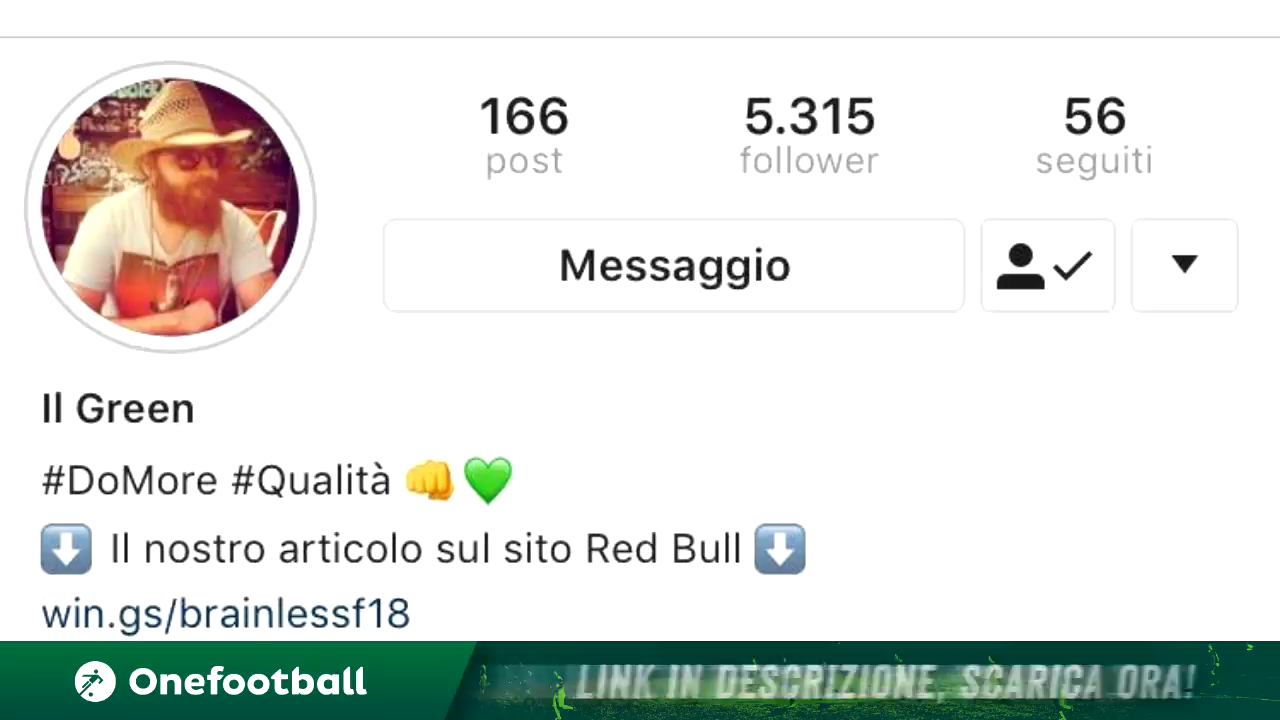 166 5.315 56
post follower seguiti
Messaggio
Il Green
#DoMore #Qualità 👊💚
⬇️ Il nostro articolo sul sito Red Bull ⬇️
win.gs/brainlessf18
Onefootball LINK IN DESCRIZIONE, SCARICA ORA!